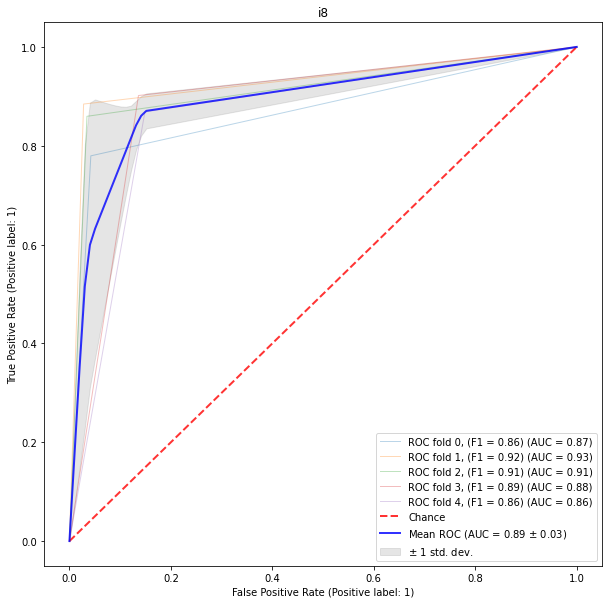 i8
1.0
0.8
0.6
0.4
0.2
0.0
True Positive Rate (Positive label: 1)
ROC fold 0, (F1 = 0.86) (AUC = 0.87)
ROC fold 1, (F1 = 0.92) (AUC = 0.93)
ROC fold 2, (F1 = 0.91) (AUC = 0.91)
ROC fold 3, (F1 = 0.89) (AUC = 0.88)
ROC fold 4, (F1 = 0.86) (AUC = 0.86)
Chance
Mean ROC (AUC = 0.89 ± 0.03)
± 1 std. dev.
0.0 0.2 0.4 0.6 0.8 1.0
False Positive Rate (Positive label: 1)